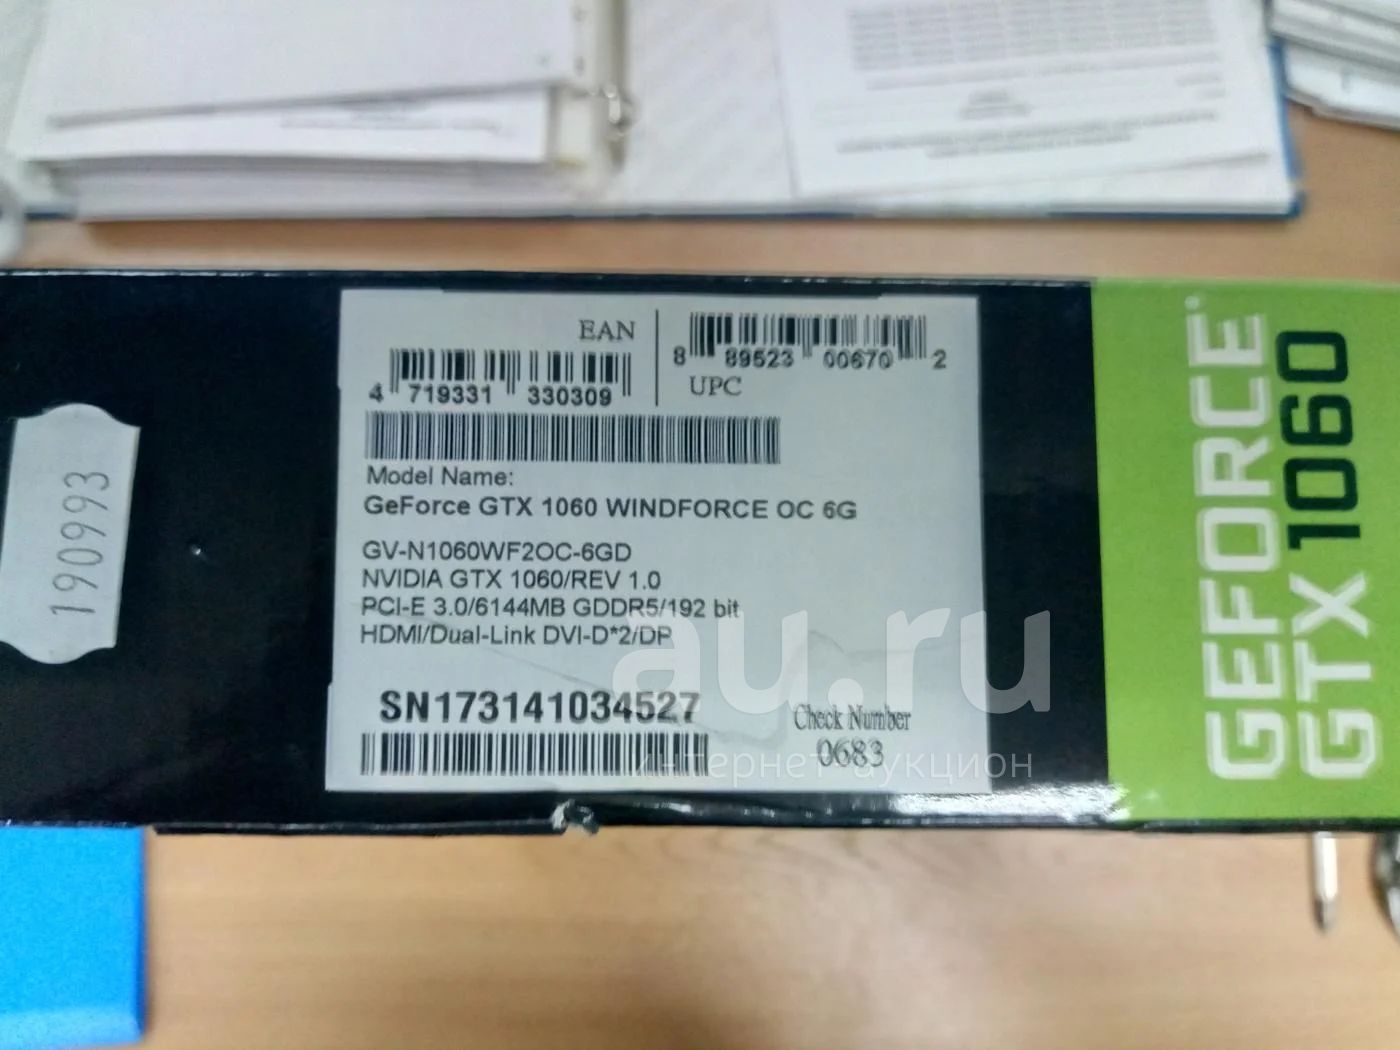 EAN
4 719331 330309
8 89523 00670 2
UPC
Model Name:
GeForce GTX 1060 WINDFORCE OC 6G
GV-N1060WF2OC-6GD
NVIDIA GTX 1060/REV 1.0
PCI-E 3.0/6144MB GDDR5/192 bit
HDMI/Dual-Link DVI-D*2/DP
SN173141034527
Check Number
0683
190993
GEFORCE
GTX 1060
au.ru
интернет-аукцион